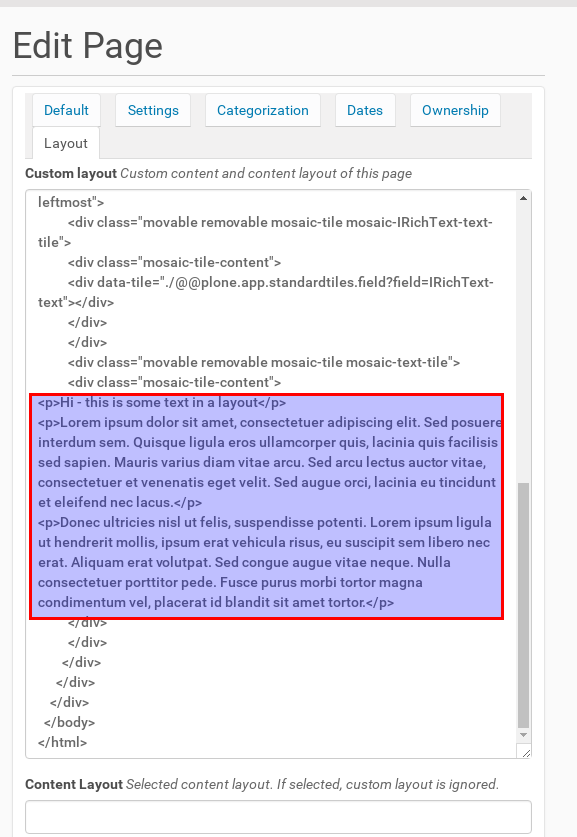 Edit Page
Default Settings Categorization Dates Ownership
Layout
Custom layout Custom content and content layout of this page
leftmost">
<div class="movable removable mosaic-tile mosaic-IRichText-text-
tile">
<div class="mosaic-tile-content">
<div data-tile="./@@plone.app.standardtiles.field?field=IRichText-
text"></div>
</div>
</div>
<div class="movable removable mosaic-tile mosaic-text-tile">
<div class="mosaic-tile-content">
<p>Hi - this is some text in a layout</p>
<p>Lorem ipsum dolor sit amet, consectetuer adipiscing elit. Sed posuere
interdum sem. Quisque ligula eros ullamcorper quis, lacinia quis facilisis
sed sapien. Mauris varius diam vitae arcu. Sed arcu lectus auctor vitae,
consectetuer et venenatis eget velit. Sed augue orci, lacinia eu tincidunt
et eleifend nec lacus.</p>
<p>Donec ultricies nisl ut felis, suspendisse potenti. Lorem ipsum ligula
ut hendrerit mollis, ipsum erat vehicula risus, eu suscipit sem libero nec
erat. Aliquam erat volutpat. Sed congue augue vitae neque. Nulla
consectetuer porttitor pede. Fusce purus morbi tortor magna
condimentum vel, placerat id blandit sit amet tortor.</p>
</div>
</div>
</div>
</div>
</div>
</body>
</html>
Content Layout Selected content layout. If selected, custom layout is ignored.